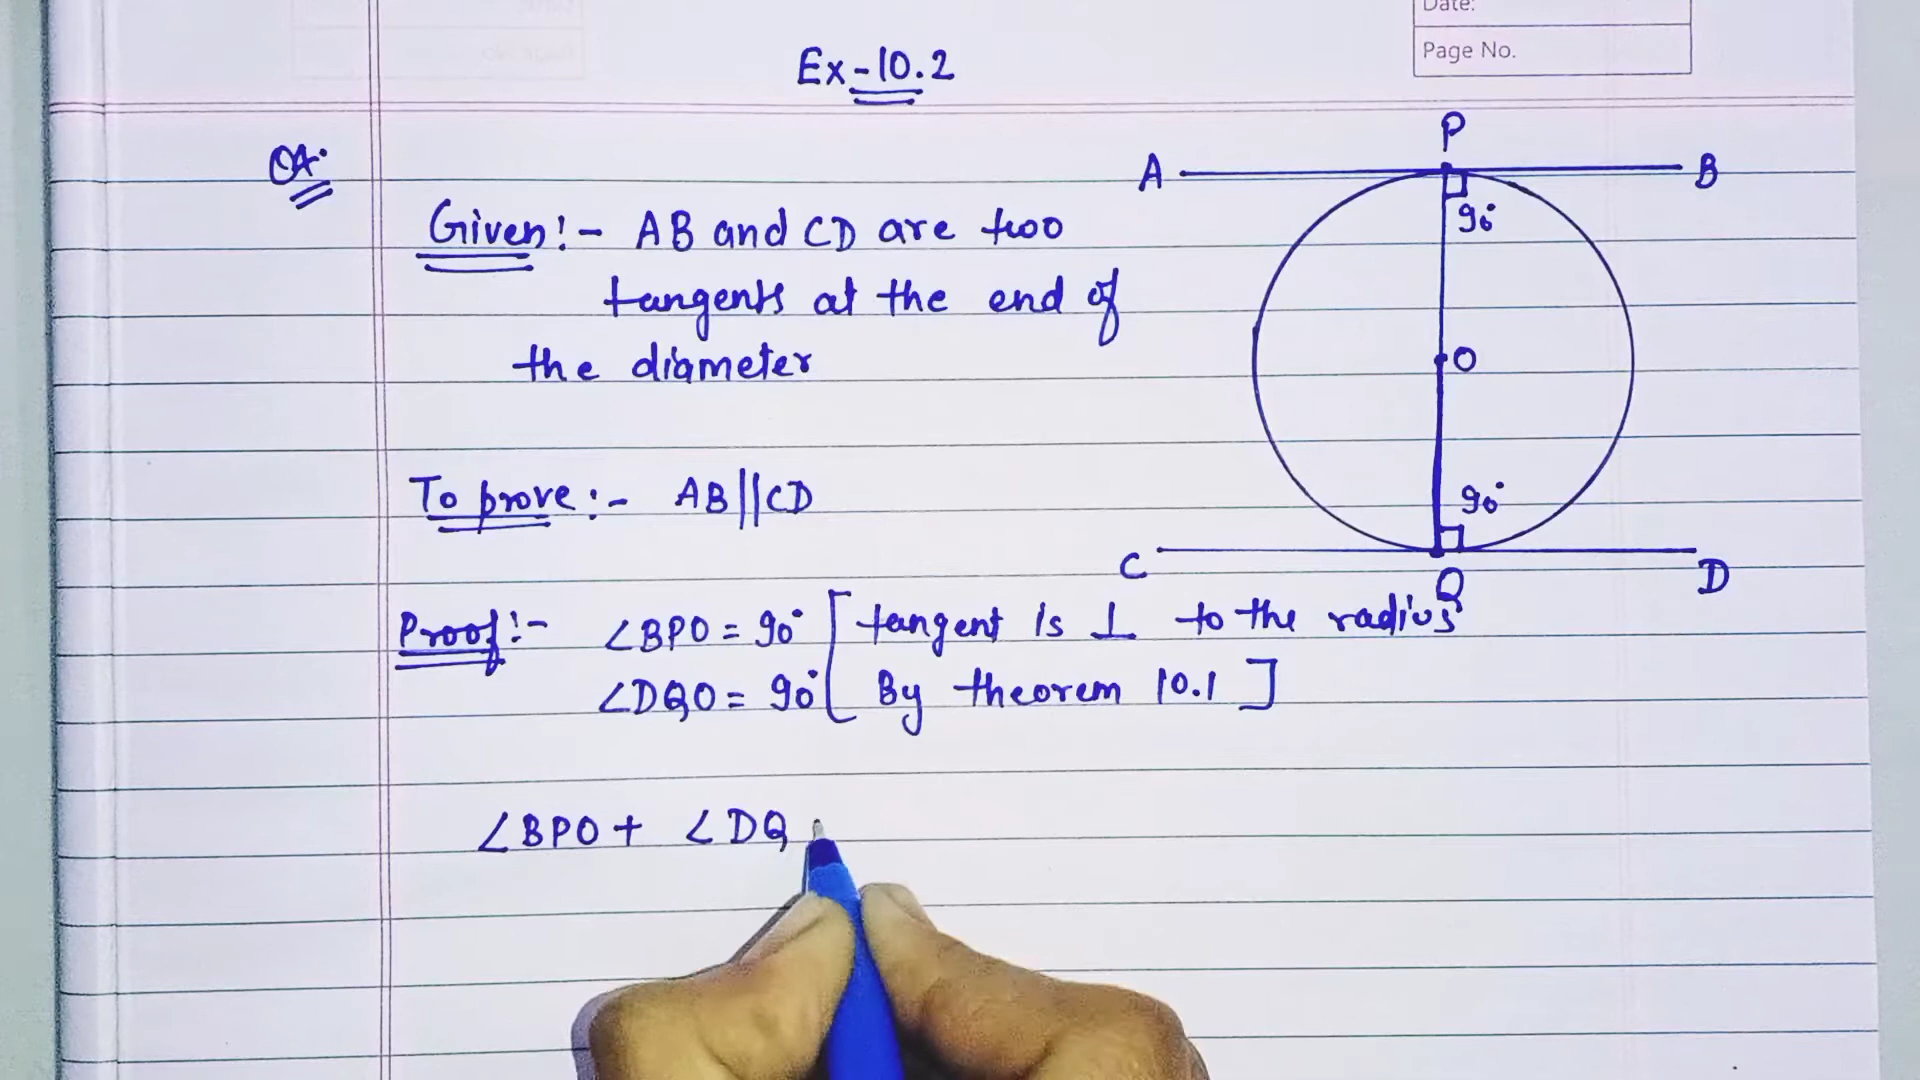 Date:
Page No.
Ex-10.2
Q4.
Given:- AB and CD are two
tangents at the end of
the diameter
To prove:- AB||CD
Proof:- ∠BPO = 90° [tangent is ⊥ to the radius
∠DQO = 90° By theorem 10.1]
∠BPO + ∠DQ
P
A
B
90°
O
90°
C
Q
D